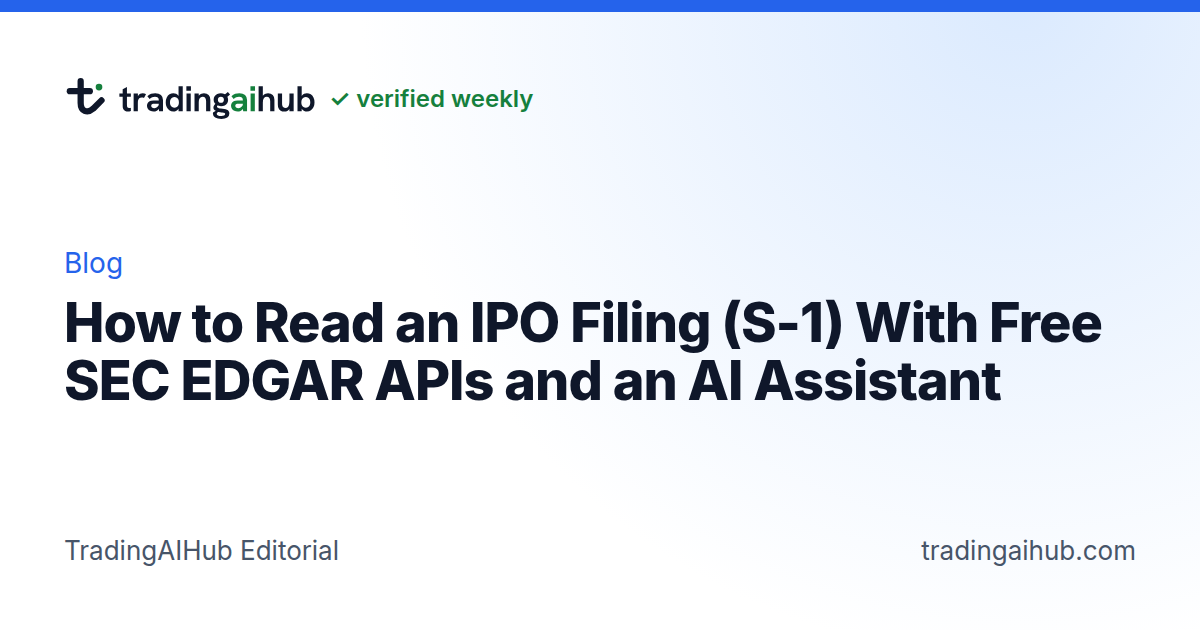 tradingaihub ✓ verified weekly
Blog
How to Read an IPO Filing (S-1) With Free
SEC EDGAR APIs and an AI Assistant
TradingAIHub Editorial
tradingaihub.com